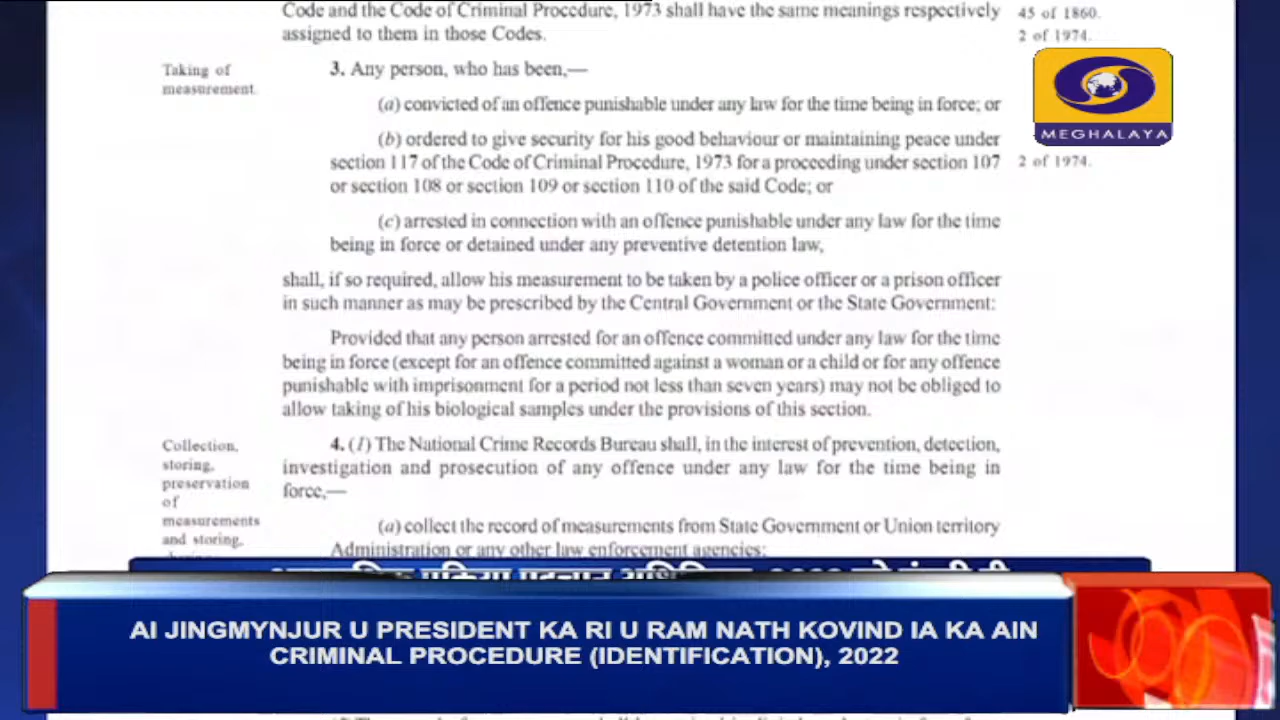 Code and the Code of Criminal Procedure, 1973 shall have the same meanings respectively
assigned to them in those Codes.
45 of 1860.
2 of 1974.
MEGHALAYA
Taking of
measurement.
3. Any person, who has been,—
(a) convicted of an offence punishable under any law for the time being in force; or
(b) ordered to give security for his good behaviour or maintaining peace under
section 117 of the Code of Criminal Procedure, 1973 for a proceeding under section 107
or section 108 or section 109 or section 110 of the said Code; or
2 of 1974.
(c) arrested in connection with an offence punishable under any law for the time
being in force or detained under any preventive detention law,
shall, if so required, allow his measurement to be taken by a police officer or a prison officer
in such manner as may be prescribed by the Central Government or the State Government:
Provided that any person arrested for an offence committed under any law for the time
being in force (except for an offence committed against a woman or a child or for any offence
punishable with imprisonment for a period not less than seven years) may not be obliged to
allow taking of his biological samples under the provisions of this section.
Collection,
storing,
preservation
of
measurements
and storing,
4. (1) The National Crime Records Bureau shall, in the interest of prevention, detection,
investigation and prosecution of any offence under any law for the time being in
force,—
(a) collect the record of measurements from State Government or Union territory
Administration or any other law enforcement agencies;
AI JINGMYNJUR U PRESIDENT KA RI U RAM NATH KOVIND IA KA AIN
CRIMINAL PROCEDURE (IDENTIFICATION), 2022